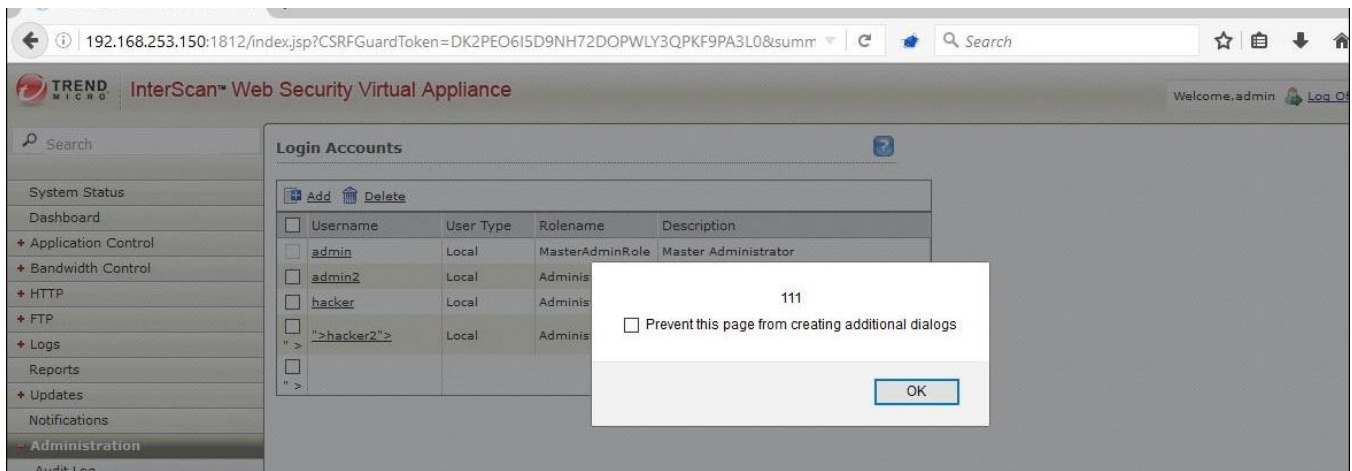 192.168.253.150:1812/index.jsp?CSRFGuardToken=DK2PEO6I5D9NH72DOPWLY3QPKF9PA3L0&summ
Search
TREND MICRO InterScan™ Web Security Virtual Appliance
Welcome,admin Log Of
Search
Login Accounts
System Status
Add Delete
Dashboard
Username User Type Rolename Description
+ Application Control
admin Local MasterAdminRole Master Administrator
+ Bandwidth Control
admin2 Local Adminis
+ HTTP
hacker Local Adminis
111
+ FTP
Prevent this page from creating additional dialogs
">hacker2"> Local Adminis
" >
+ Logs
Reports
" >
+ Updates
OK
Notifications
- Administration
Audit Log